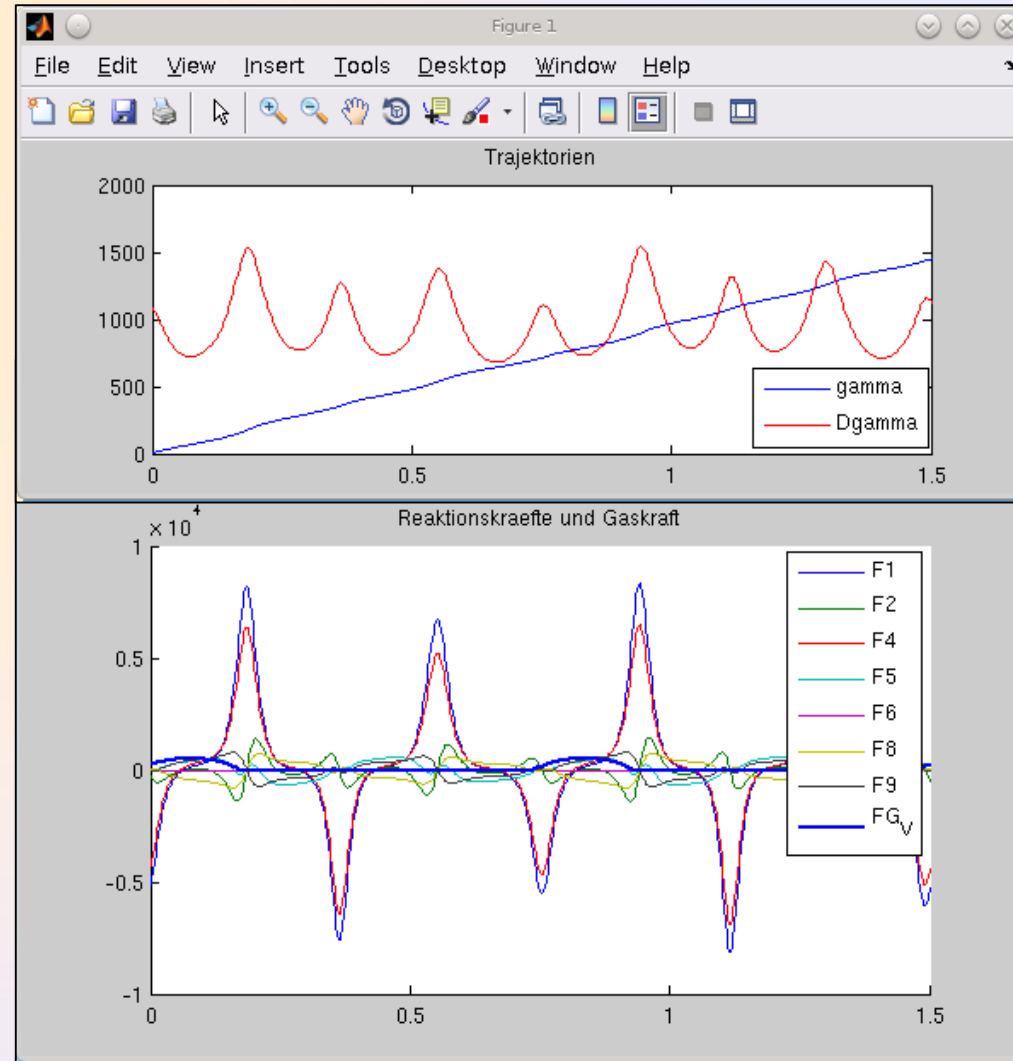 Figure 1
File Edit View Insert Tools Desktop Window Help
Trajektorien
2000
1500
1000
500
0
gamma
Dgamma
0 0.5 1 1.5
× 10^4
Reaktionskraefte und Gaskraft
1
0.5
0
-0.5
-1
F1
F2
F4
F5
F6
F8
F9
FG_V
0 0.5 1 1.5